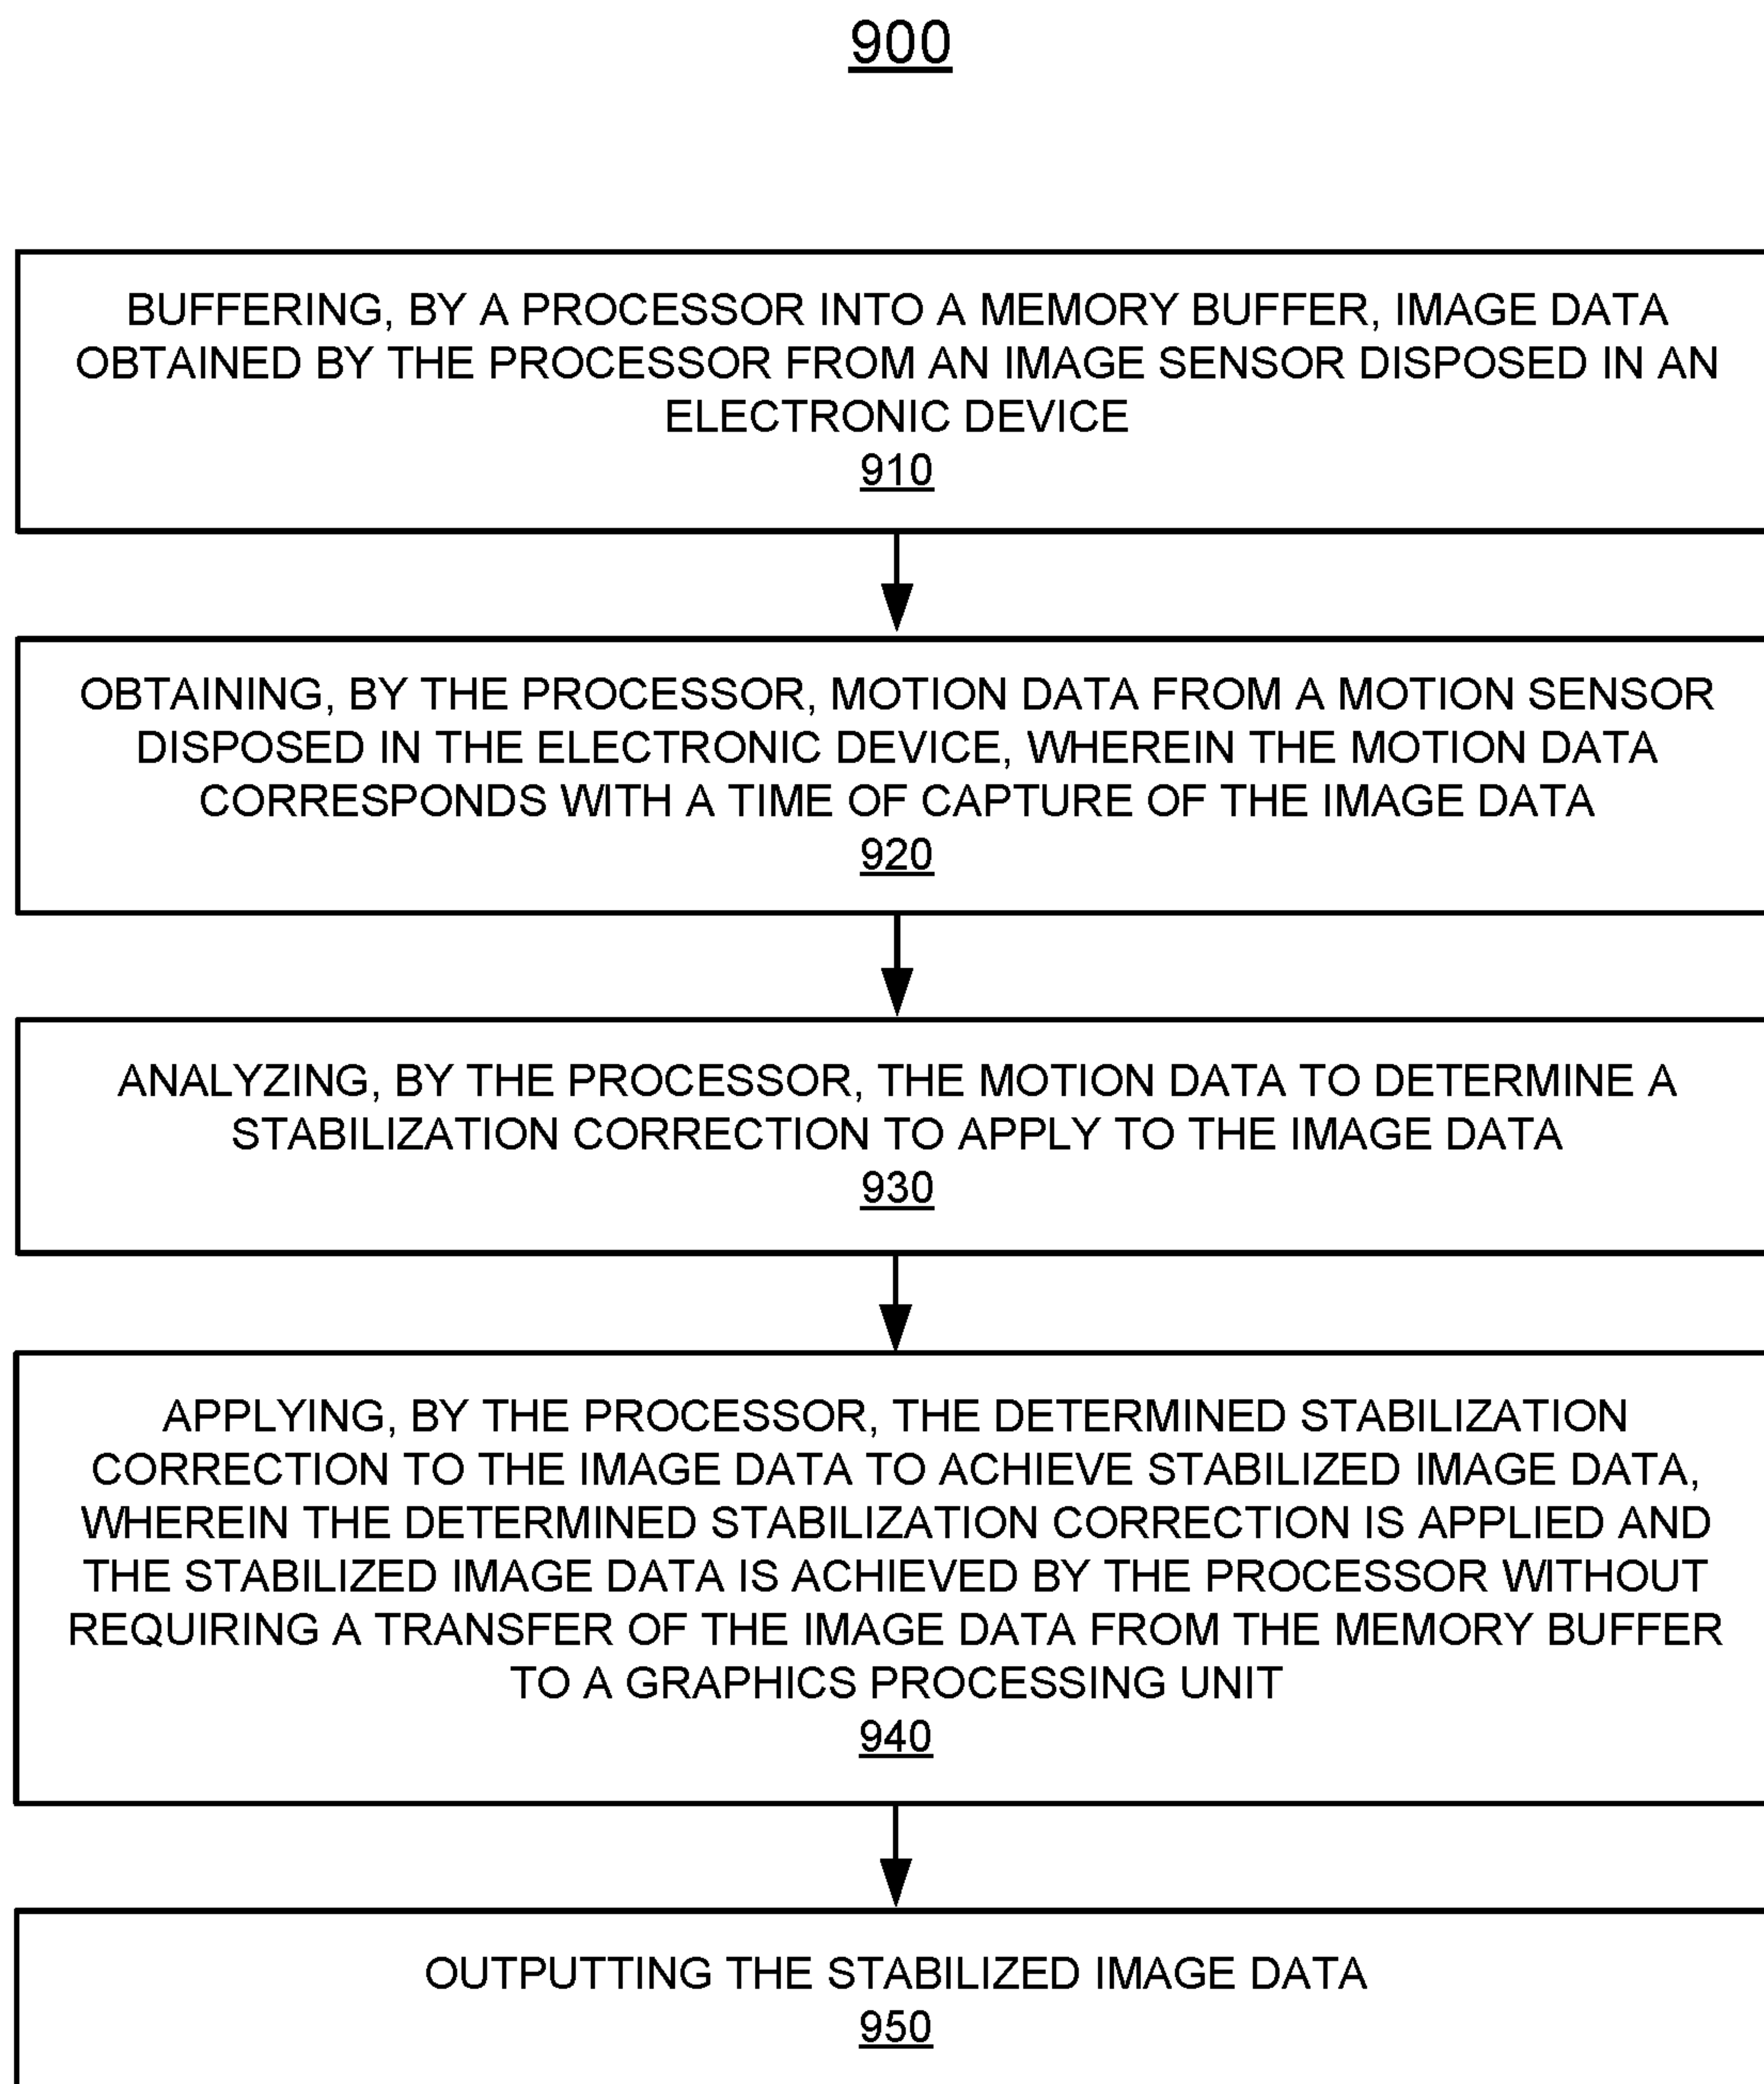 900
BUFFERING, BY A PROCESSOR INTO A MEMORY BUFFER, IMAGE DATA
OBTAINED BY THE PROCESSOR FROM AN IMAGE SENSOR DISPOSED IN AN
ELECTRONIC DEVICE
910
OBTAINING, BY THE PROCESSOR, MOTION DATA FROM A MOTION SENSOR
DISPOSED IN THE ELECTRONIC DEVICE, WHEREIN THE MOTION DATA
CORRESPONDS WITH A TIME OF CAPTURE OF THE IMAGE DATA
920
ANALYZING, BY THE PROCESSOR, THE MOTION DATA TO DETERMINE A
STABILIZATION CORRECTION TO APPLY TO THE IMAGE DATA
930
APPLYING, BY THE PROCESSOR, THE DETERMINED STABILIZATION
CORRECTION TO THE IMAGE DATA TO ACHIEVE STABILIZED IMAGE DATA,
WHEREIN THE DETERMINED STABILIZATION CORRECTION IS APPLIED AND
THE STABILIZED IMAGE DATA IS ACHIEVED BY THE PROCESSOR WITHOUT
REQUIRING A TRANSFER OF THE IMAGE DATA FROM THE MEMORY BUFFER
TO A GRAPHICS PROCESSING UNIT
940
OUTPUTTING THE STABILIZED IMAGE DATA
950